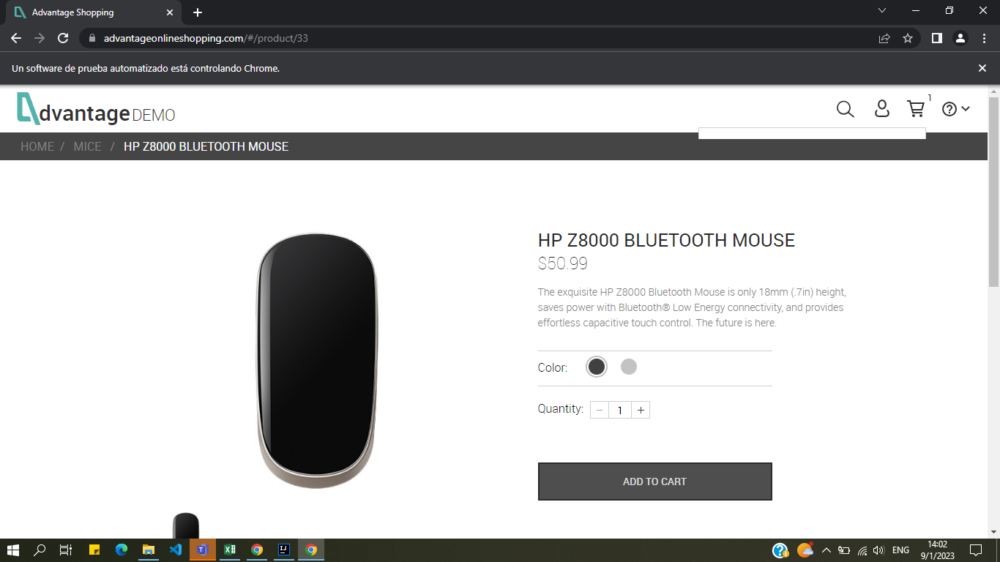 Advantage Shopping
advantageonlineshopping.com/#/product/33
Un software de prueba automatizado está controlando Chrome.
dvantage DEMO
1
HOME / MICE / HP Z8000 BLUETOOTH MOUSE
HP Z8000 BLUETOOTH MOUSE
$50.99
The exquisite HP Z8000 Bluetooth Mouse is only 18mm (.7in) height,
saves power with Bluetooth® Low Energy connectivity, and provides
effortless capacitive touch control. The future is here.
Color:
Quantity: − 1 +
ADD TO CART
ENG
14:02
9/1/2023